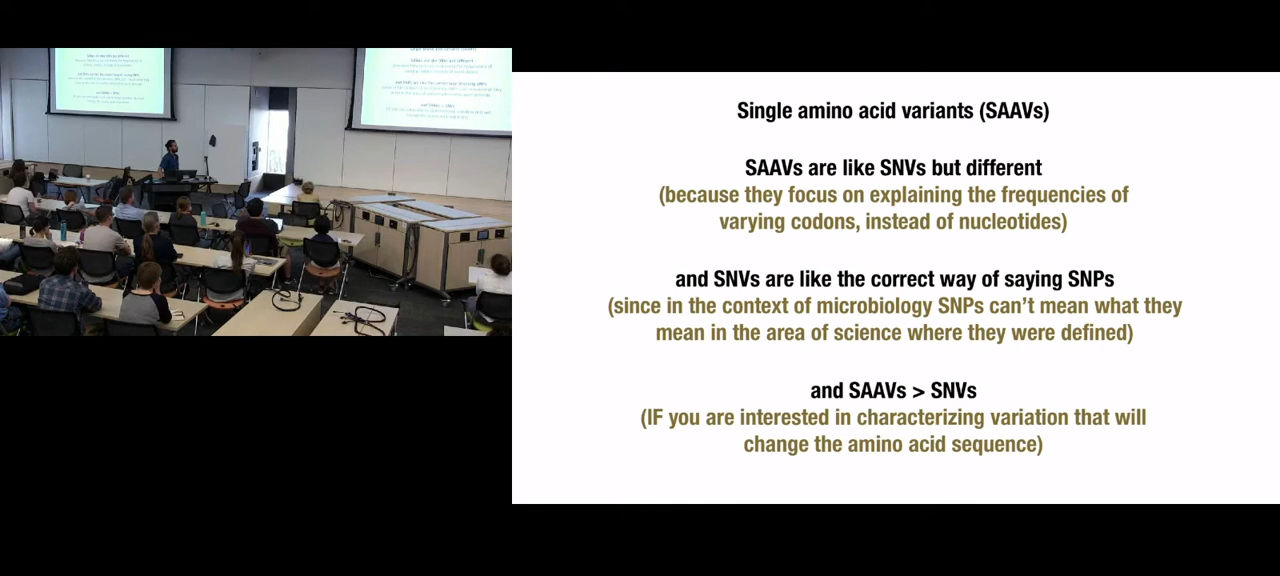 Single amino acid variants (SAAVs)
SAAVs are like SNVs but different
(because they focus on explaining the frequencies of
varying codons, instead of nucleotides)
and SNVs are like the correct way of saying SNPs
(since in the context of microbiology SNPs can’t mean what they
mean in the area of science where they were defined)
and SAAVs > SNVs
(IF you are interested in characterizing variation that will
change the amino acid sequence)